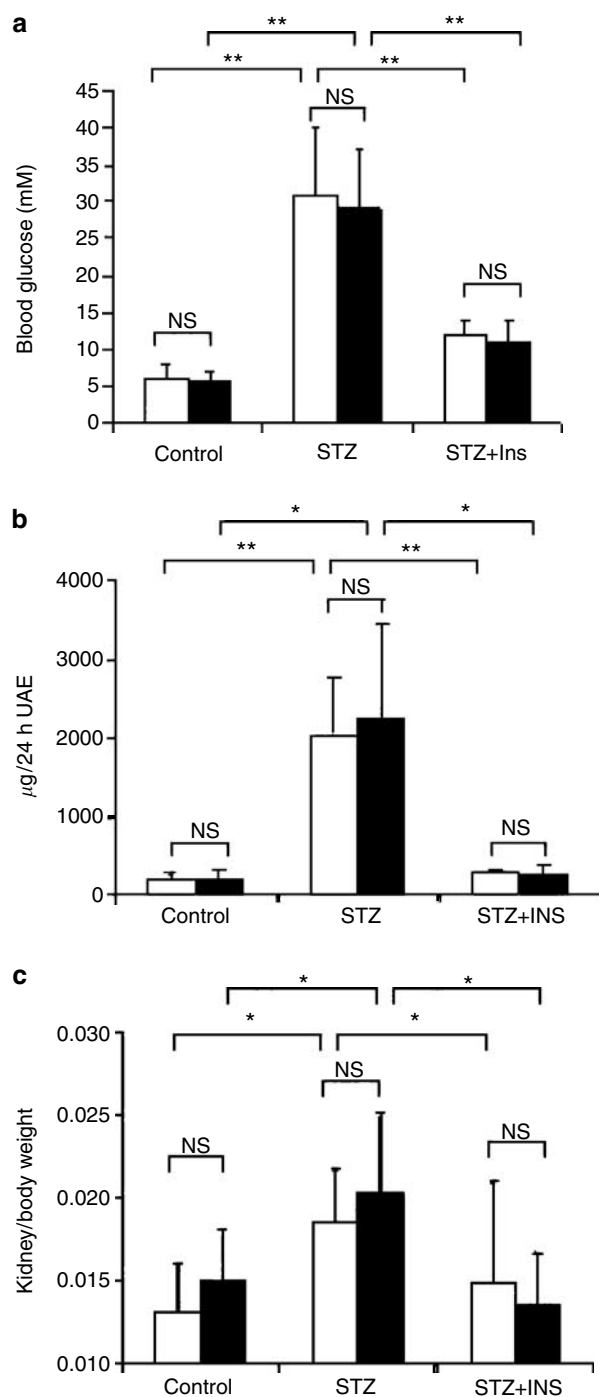 a
** **
** **
Blood glucose (mM)
45
40
35
30
25
20
15
10
5
0
NS
NS
NS
Control STZ STZ+Ins
b
* *
** **
µg/24 h UAE
4000
3000
2000
1000
0
NS
NS
NS
Control STZ STZ+INS
c
* *
* *
Kidney/body weight
0.030
0.025
0.020
0.015
0.010
NS
NS
NS
Control STZ STZ+INS